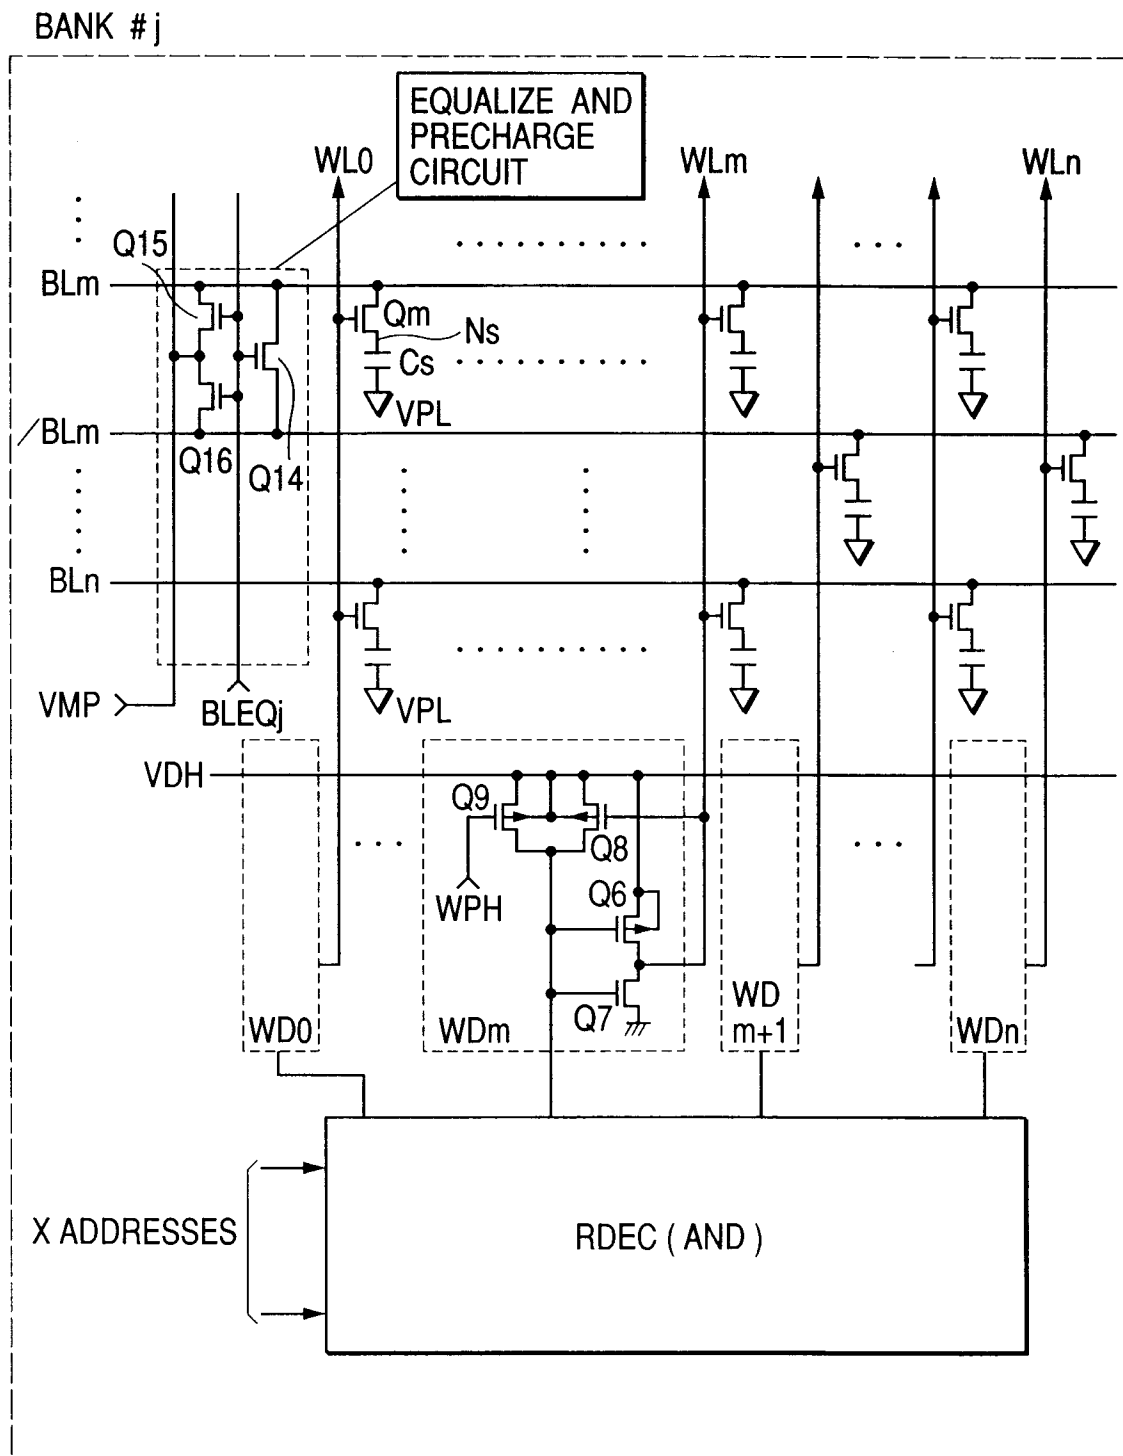 BANK #j
EQUALIZE AND
PRECHARGE
CIRCUIT
WL0
WLm
WLn
Q15
BLm
Qm
Ns
Cs
VPL
/BLm
Q16
Q14
BLn
VMP
BLEQj
VPL
VDH
Q9
Q8
WPH
Q6
Q7
WD0
WDm
WD
m+1
WDn
X ADDRESSES
RDEC ( AND )